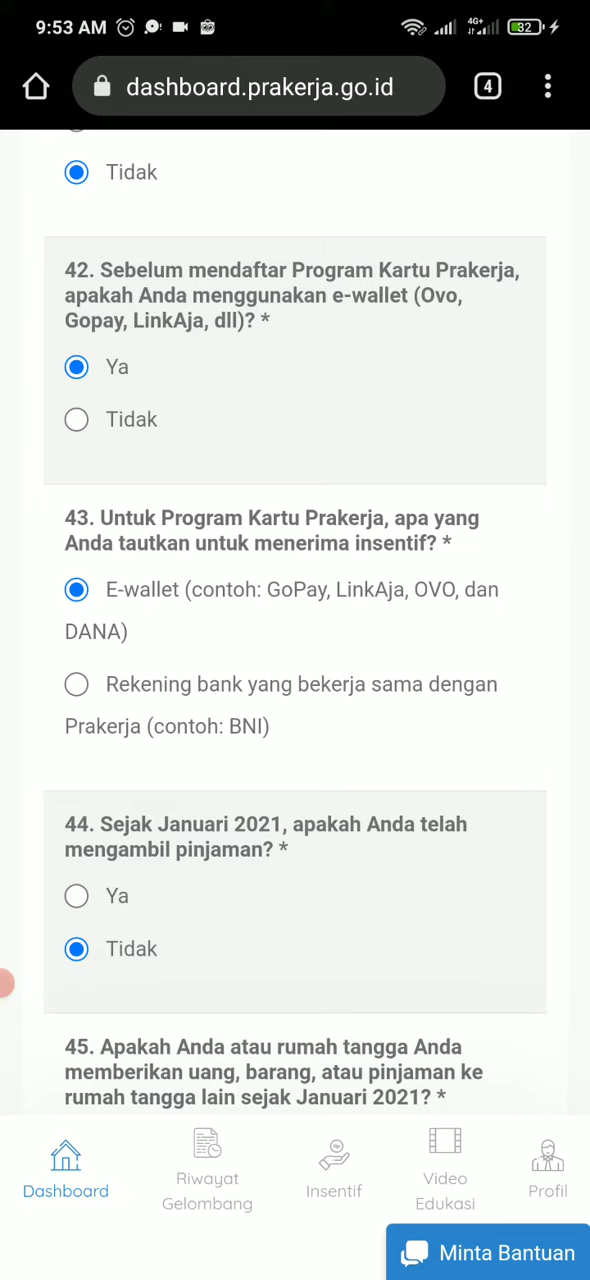 9:53 AM
4G+
32
dashboard.prakerja.go.id
4
Tidak
42. Sebelum mendaftar Program Kartu Prakerja,
apakah Anda menggunakan e-wallet (Ovo,
Gopay, LinkAja, dll)? *
Ya
Tidak
43. Untuk Program Kartu Prakerja, apa yang
Anda tautkan untuk menerima insentif? *
E-wallet (contoh: GoPay, LinkAja, OVO, dan
DANA)
Rekening bank yang bekerja sama dengan
Prakerja (contoh: BNI)
44. Sejak Januari 2021, apakah Anda telah
mengambil pinjaman? *
Ya
Tidak
45. Apakah Anda atau rumah tangga Anda
memberikan uang, barang, atau pinjaman ke
rumah tangga lain sejak Januari 2021? *
Dashboard
Riwayat
Gelombang
Insentif
Video
Edukasi
Profil
Minta Bantuan